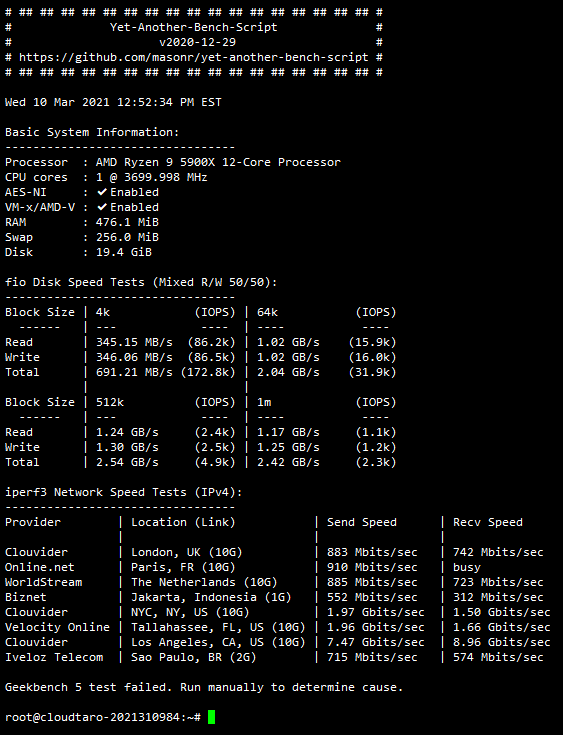 # ## ## ## ## ## ## ## ## ## ## ## ## ## ## ## ## ## #
#              Yet-Another-Bench-Script              #
#                     v2020-12-29                    #
# https://github.com/masonr/yet-another-bench-script #
# ## ## ## ## ## ## ## ## ## ## ## ## ## ## ## ## ## #
Wed 10 Mar 2021 12:52:34 PM EST
Basic System Information:
---------------------------------
Processor  : AMD Ryzen 9 5900X 12-Core Processor
CPU cores  : 1 @ 3699.998 MHz
AES-NI     : ✔ Enabled
VM-x/AMD-V : ✔ Enabled
RAM        : 476.1 MiB
Swap       : 256.0 MiB
Disk       : 19.4 GiB
fio Disk Speed Tests (Mixed R/W 50/50):
---------------------------------
Block Size | 4k            (IOPS) | 64k           (IOPS)
  ------   | ---            ----  | ----           ----
Read       | 345.15 MB/s  (86.2k) | 1.02 GB/s    (15.9k)
Write      | 346.06 MB/s  (86.5k) | 1.02 GB/s    (16.0k)
Total      | 691.21 MB/s (172.8k) | 2.04 GB/s    (31.9k)
           |                      |
Block Size | 512k          (IOPS) | 1m            (IOPS)
  ------   | ---            ----  | ----           ----
Read       | 1.24 GB/s     (2.4k) | 1.17 GB/s     (1.1k)
Write      | 1.30 GB/s     (2.5k) | 1.25 GB/s     (1.2k)
Total      | 2.54 GB/s     (4.9k) | 2.42 GB/s     (2.3k)
iperf3 Network Speed Tests (IPv4):
---------------------------------
Provider        | Location (Link)           | Send Speed      | Recv Speed
                |                           |                 |
Clouvider       | London, UK (10G)          | 883 Mbits/sec   | 742 Mbits/sec
Online.net      | Paris, FR (10G)           | 910 Mbits/sec   | busy
WorldStream     | The Netherlands (10G)     | 885 Mbits/sec   | 723 Mbits/sec
Biznet          | Jakarta, Indonesia (1G)   | 552 Mbits/sec   | 312 Mbits/sec
Clouvider       | NYC, NY, US (10G)         | 1.97 Gbits/sec  | 1.50 Gbits/sec
Velocity Online | Tallahassee, FL, US (10G) | 1.96 Gbits/sec  | 1.66 Gbits/sec
Clouvider       | Los Angeles, CA, US (10G) | 7.47 Gbits/sec  | 8.96 Gbits/sec
Iveloz Telecom  | Sao Paulo, BR (2G)        | 715 Mbits/sec   | 574 Mbits/sec
Geekbench 5 test failed. Run manually to determine cause.
root@cloudtaro-2021310984:~#